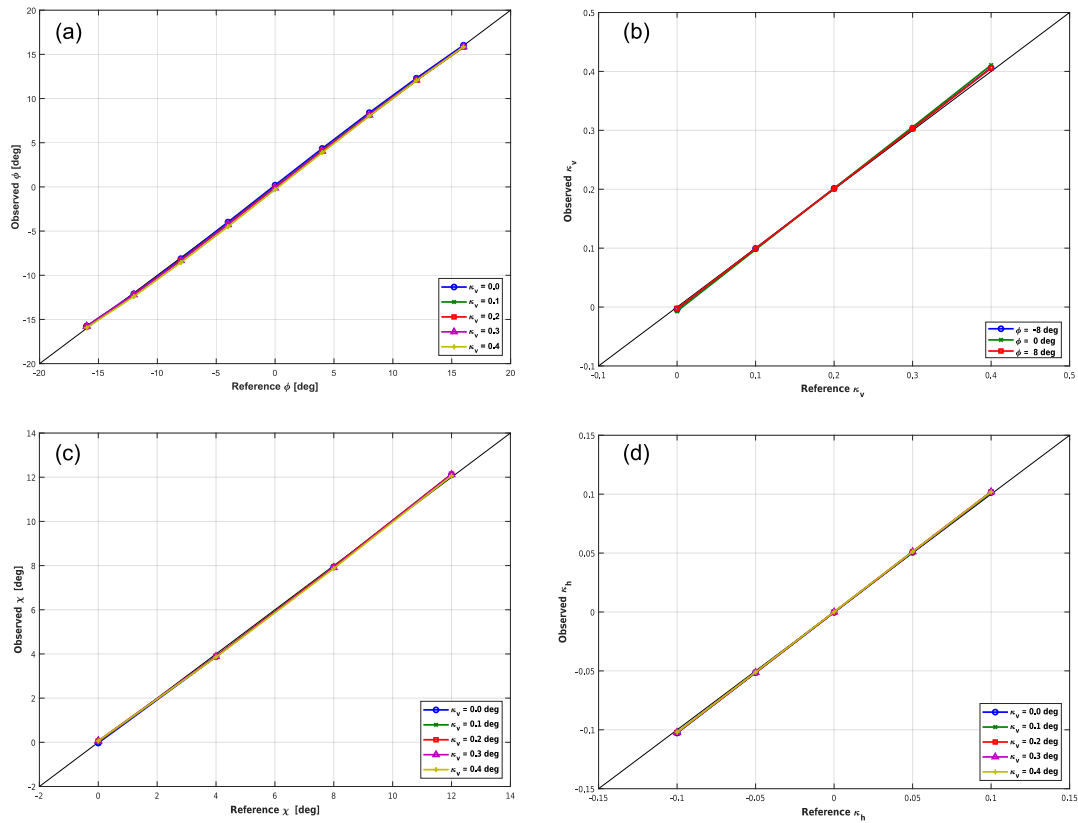 (a)
20
15
10
5
0
-5
-10
-15
-20
-20 -15 -10 -5 0 5 10 15 20
Observed ϕ [deg]
Reference ϕ [deg]
κv = 0.0
κv = 0.1
κv = 0.2
κv = 0.3
κv = 0.4
(b)
0.5
0.4
0.3
0.2
0.1
0
-0.1
-0.1 0 0.1 0.2 0.3 0.4 0.5
Observed κv
Reference κv
ϕ = -8 deg
ϕ = 0 deg
ϕ = 8 deg
(c)
14
12
10
8
6
4
2
0
-2
-2 0 2 4 6 8 10 12 14
Observed χ [deg]
Reference χ [deg]
κv = 0.0 deg
κv = 0.1 deg
κv = 0.2 deg
κv = 0.3 deg
κv = 0.4 deg
(d)
0.15
0.1
0.05
0
-0.05
-0.1
-0.15
-0.15 -0.1 -0.05 0 0.05 0.1 0.15
Observed κh
Reference κh
κv = 0.0 deg
κv = 0.1 deg
κv = 0.2 deg
κv = 0.3 deg
κv = 0.4 deg